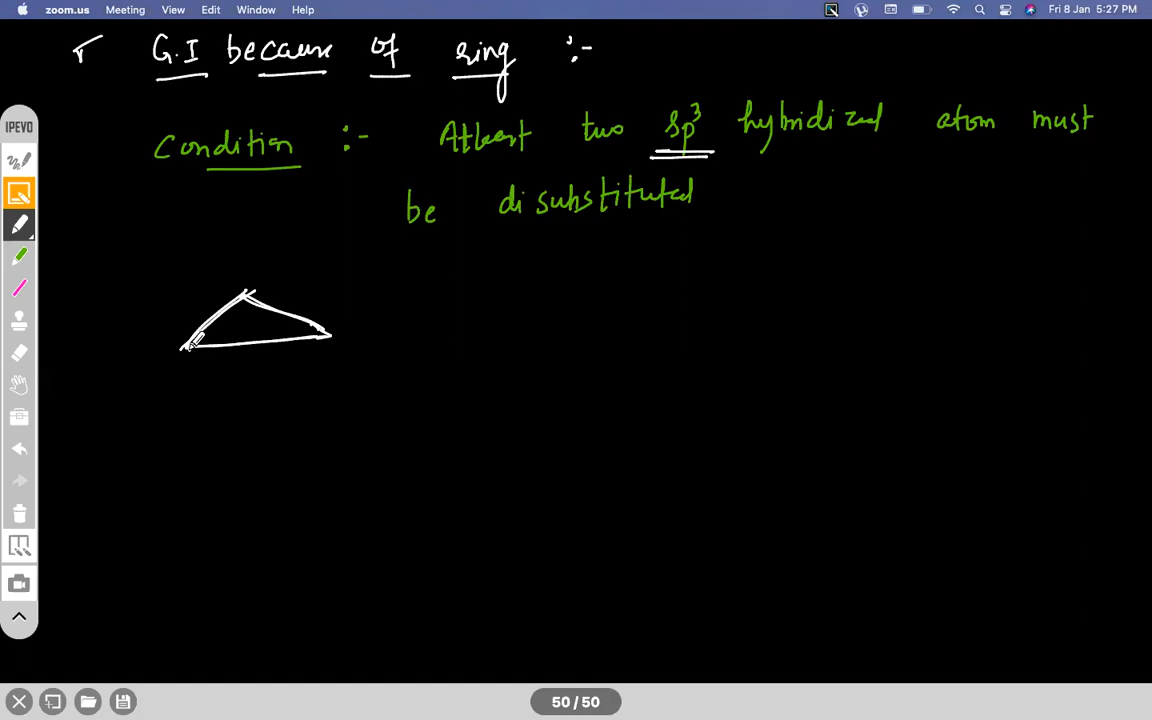 zoom.us Meeting View Edit Window Help Fri 8 Jan 5:27 PM
G.I because of ring :-
IPEVO
Condition :- Atleast two sp³ hybridized atom must
be disubstituted
50 / 50